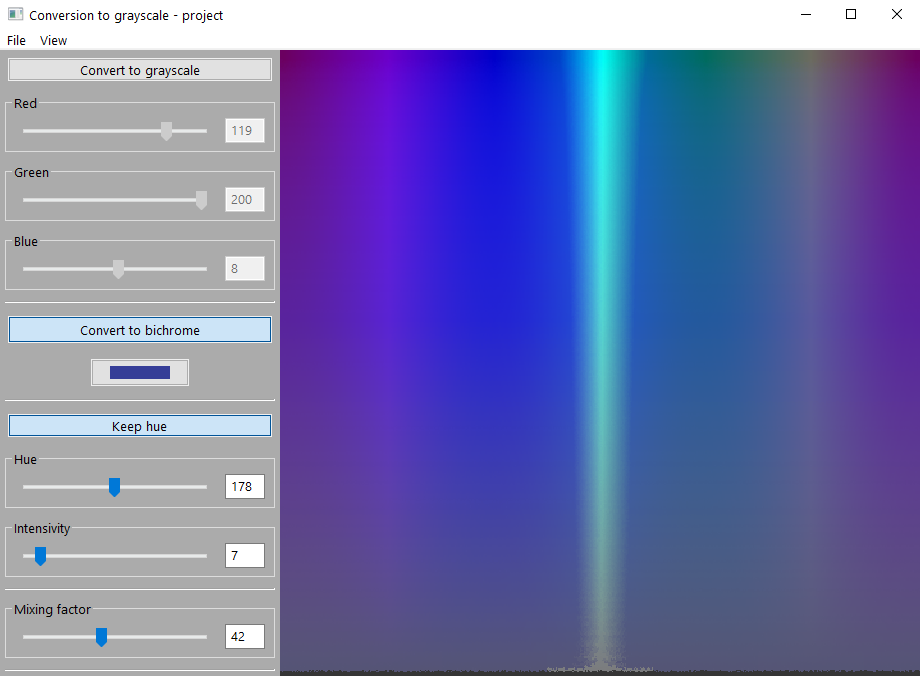 Conversion to grayscale - project
File View
Convert to grayscale
Red
119
Green
200
Blue
8
Convert to bichrome
Keep hue
Hue
178
Intensivity
7
Mixing factor
42